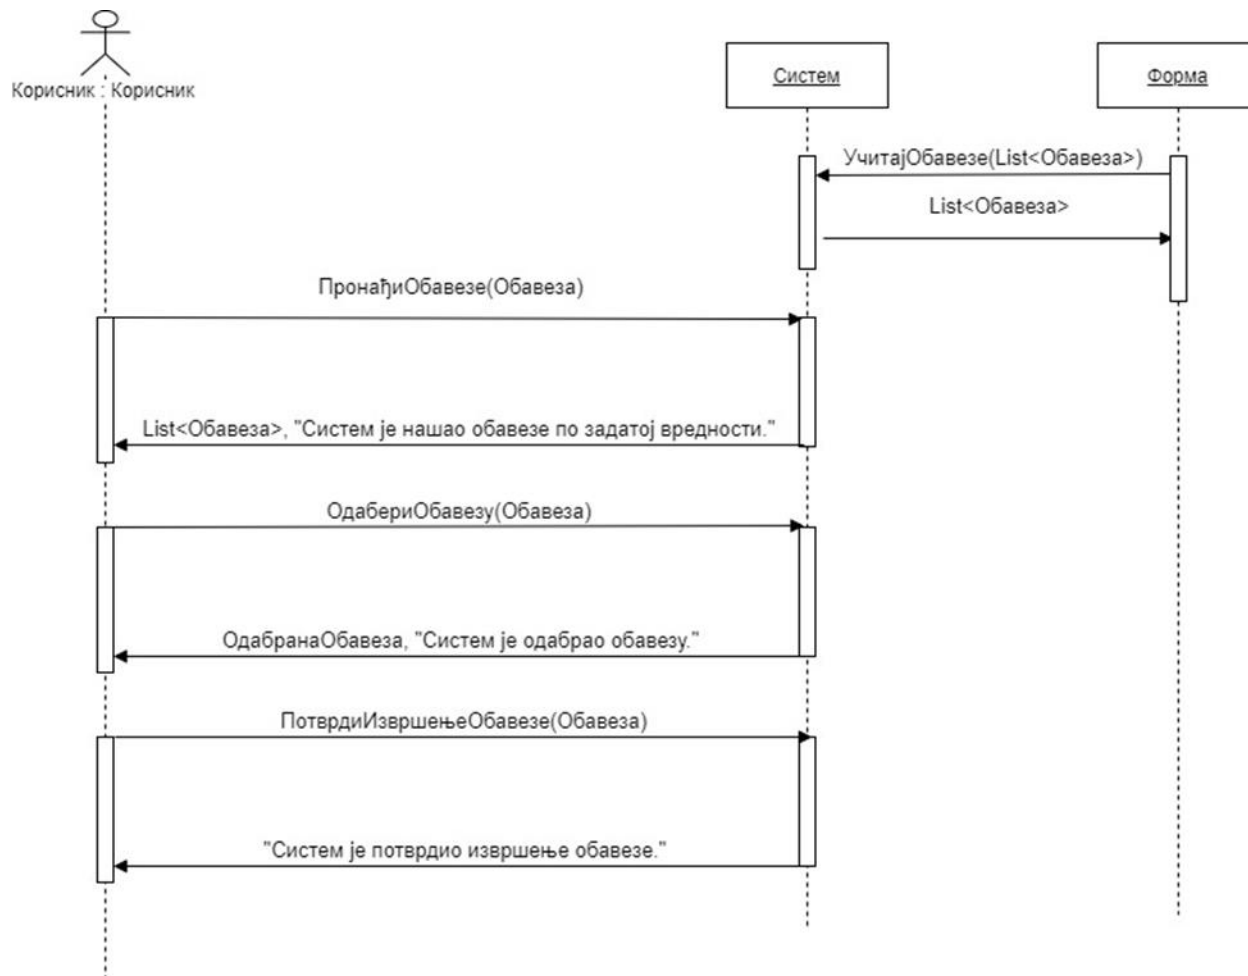 Корисник : Корисник
Систем
Форма
УчитајОбавезе(List<Обавеза>)
List<Обавеза>
ПронађиОбавезе(Обавеза)
List<Обавеза>, "Систем је нашао обавезе по задатој вредности."
ОдабериОбавезу(Обавеза)
ОдабранаОбавеза, "Систем је одабрао обавезу."
ПотврдиИзвршењеОбавезе(Обавеза)
"Систем је потврдио извршење обавезе."